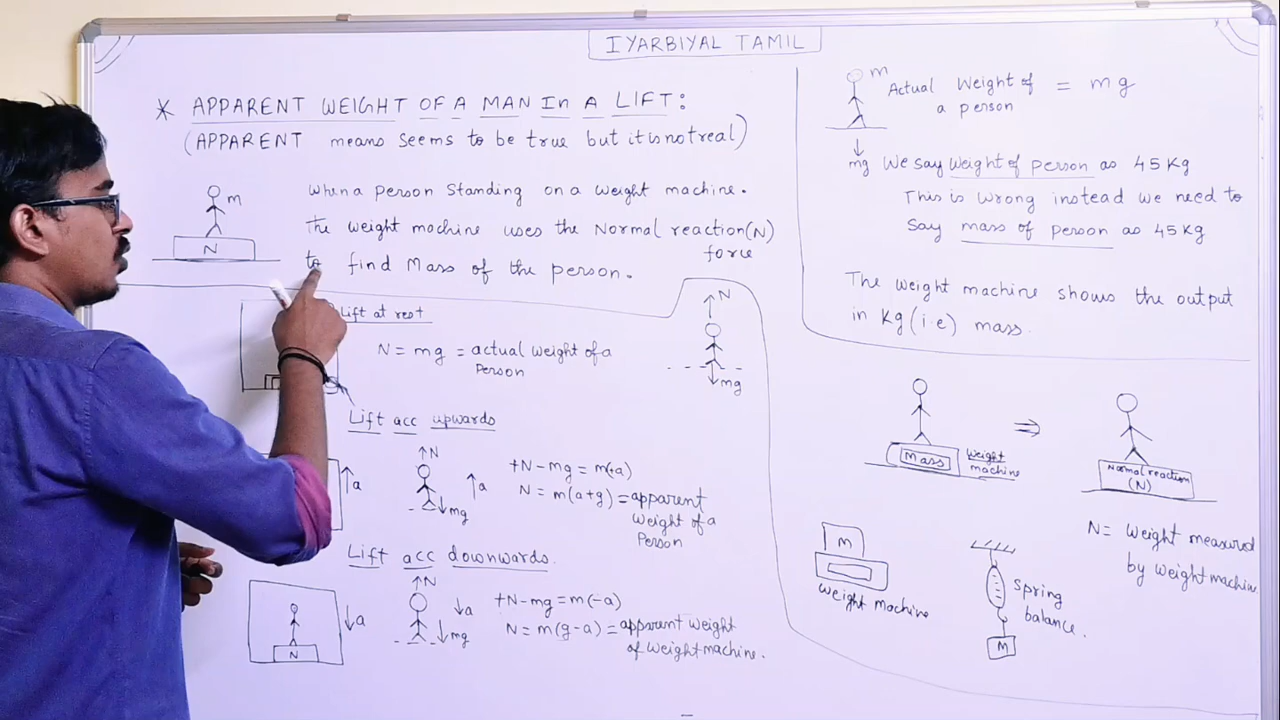 IYARBIYAL TAMIL
* APPARENT WEIGHT OF A MAN In A LIFT:
(APPARENT means seems to be true but it is not real)
m
N
When a person Standing on a weight machine.
The weight machine uses the Normal reaction(N)
force
to find Mass of the person.
Lift at rest
N = mg = actual weight of a
Person
↑N
↓mg
Lift acc upwards
↑a
↑N
↓mg
↑a
+N-mg = m(+a)
N = m(a+g) = apparent
Weight of a
Person
Lift acc downwards.
N
↓a
↑N
↓mg
↓a
+N-mg = m(-a)
N = m(g-a) = apparent weight
of weight machine.
m
↓
mg
Actual Weight of = mg
a person
We say weight of person as 45 Kg
This is wrong instead we need to
Say mass of person as 45Kg
The weight machine shows the output
in Kg (i.e) mass.
Mass
Weight
machine
⇒
Normal reaction
(N)
N = Weight measured
by weight machine
M
Weight Machine
Spring
balance.
M